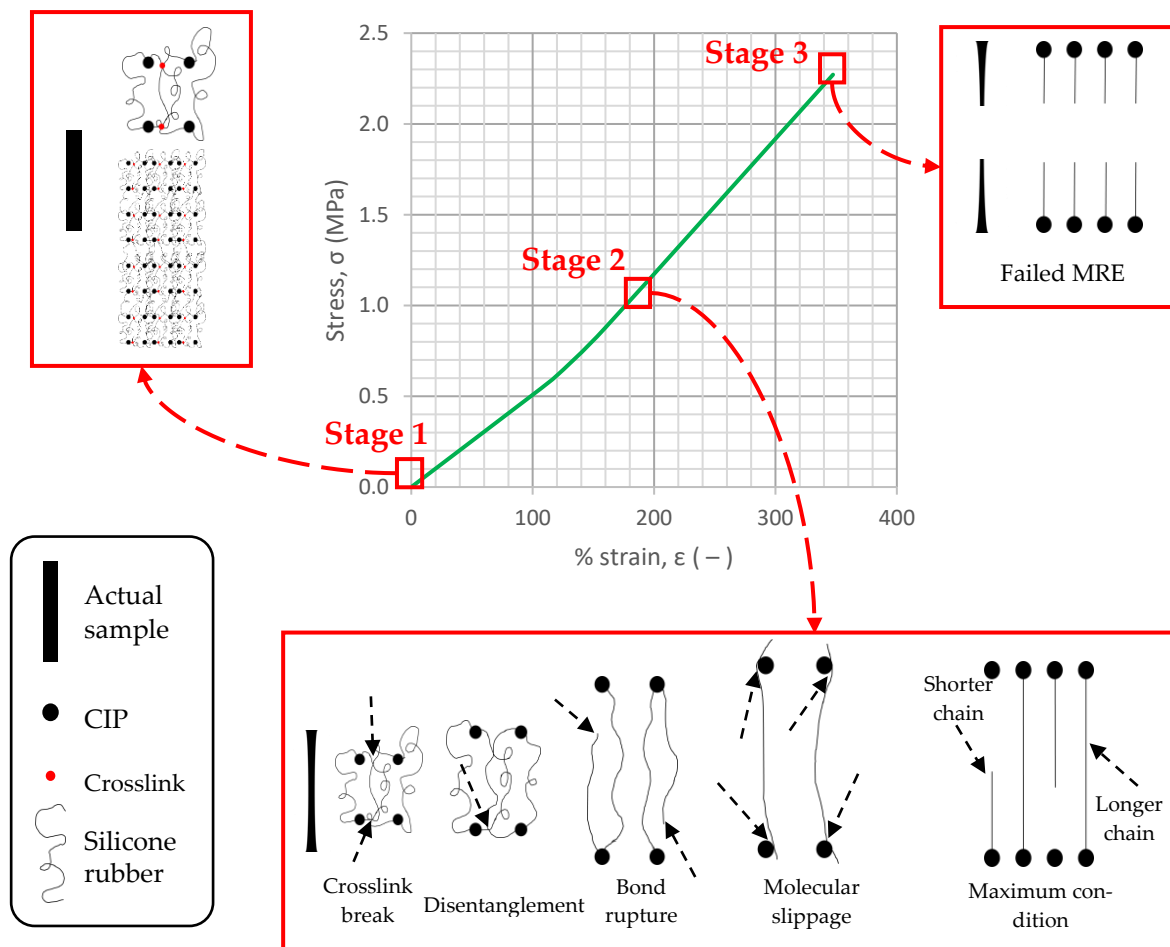 2.5
2.0
1.5
1.0
0.5
0.0
Stress, σ (MPa)
0
100
200
300
400
% strain, ε ( – )
Stage 1
Stage 2
Stage 3
Failed MRE
Actual
sample
CIP
Crosslink
Silicone
rubber
Crosslink
break
Disentanglement
Bond
rupture
Molecular
slippage
Shorter
chain
Longer
chain
Maximum con-
dition